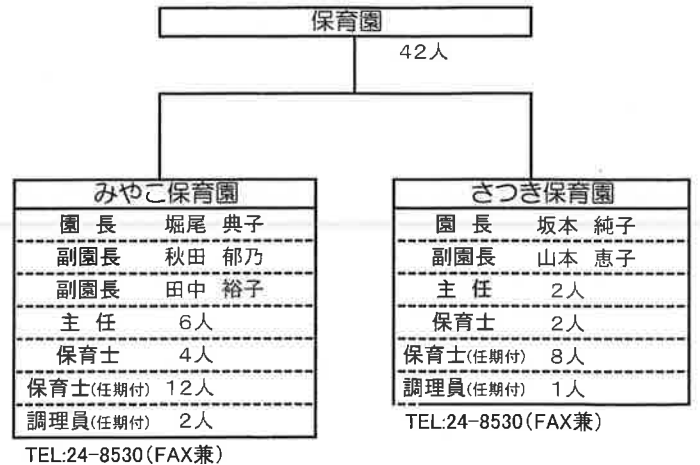 保育園
42人
みやこ保育園
園 長 堀尾 典子
副園長 秋田 郁乃
副園長 田中 裕子
主 任 6人
保育士 4人
保育士(任期付) 12人
調理員(任期付) 2人
TEL:24-8530(FAX兼)
さつき保育園
園 長 坂本 純子
副園長 山本 恵子
主 任 2人
保育士 2人
保育士(任期付) 8人
調理員(任期付) 1人
TEL:24-8530(FAX兼)